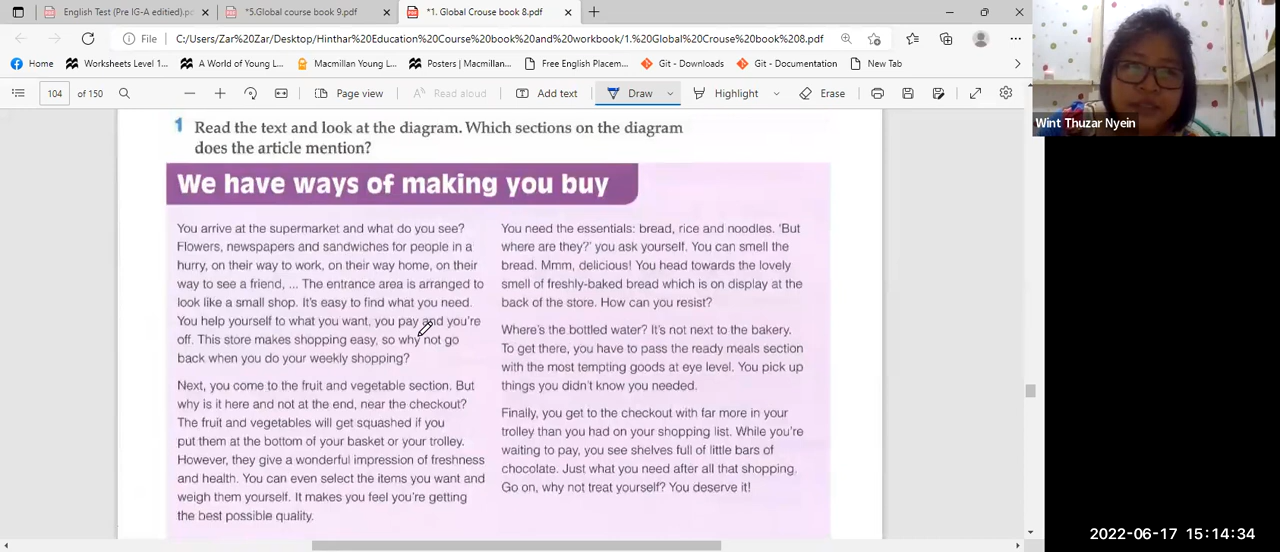 English Test (Pre IG-A editied).pd
*5.Global course book 9.pdf
*1. Global Crouse book 8.pdf
File
C:/Users/Zar%20Zar/Desktop/Hinthar%20Education%20Course%20book%20and%20workbook/1.%20Global%20Crouse%20book%208.pdf
Home
Worksheets Level 1...
A World of Young L...
Macmillan Young L...
Posters | Macmillan...
Free English Placem...
Git - Downloads
Git - Documentation
New Tab
104 of 150
Page view
Read aloud
Add text
Draw
Highlight
Erase
Wint Thuzar Nyein
1 Read the text and look at the diagram. Which sections on the diagram
does the article mention?
We have ways of making you buy
You arrive at the supermarket and what do you see?
Flowers, newspapers and sandwiches for people in a
hurry, on their way to work, on their way home, on their
way to see a friend, ... The entrance area is arranged to
look like a small shop. It's easy to find what you need.
You help yourself to what you want, you pay and you're
off. This store makes shopping easy, so why not go
back when you do your weekly shopping?
Next, you come to the fruit and vegetable section. But
why is it here and not at the end, near the checkout?
The fruit and vegetables will get squashed if you
put them at the bottom of your basket or your trolley.
However, they give a wonderful impression of freshness
and health. You can even select the items you want and
weigh them yourself. It makes you feel you're getting
the best possible quality.
You need the essentials: bread, rice and noodles. 'But
where are they?' you ask yourself. You can smell the
bread. Mmm, delicious! You head towards the lovely
smell of freshly-baked bread which is on display at the
back of the store. How can you resist?
Where's the bottled water? It's not next to the bakery.
To get there, you have to pass the ready meals section
with the most tempting goods at eye level. You pick up
things you didn't know you needed.
Finally, you get to the checkout with far more in your
trolley than you had on your shopping list. While you're
waiting to pay, you see shelves full of little bars of
chocolate. Just what you need after all that shopping.
Go on, why not treat yourself? You deserve it!
2022-06-17 15:14:34